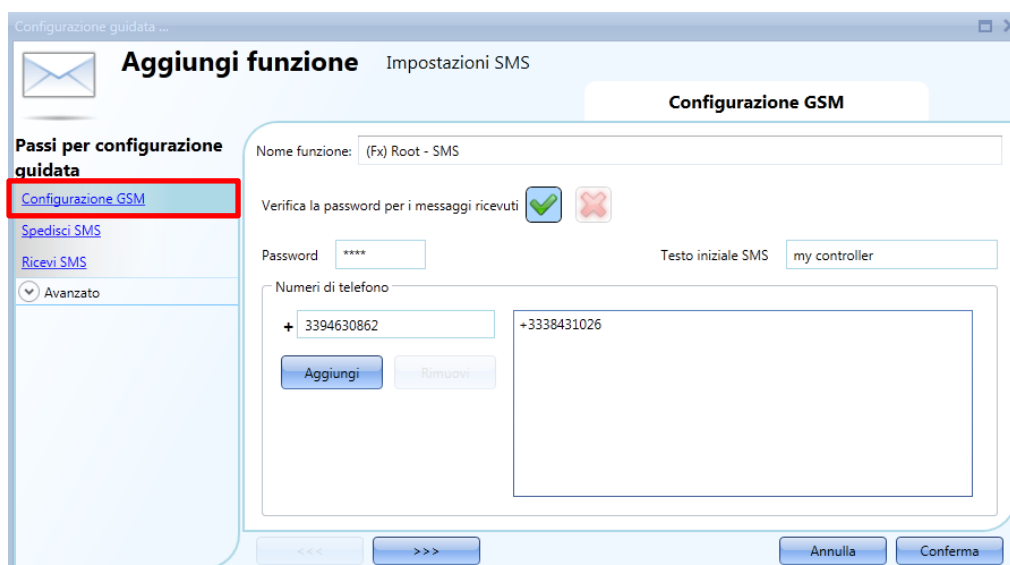 Configurazione guidata ...
Aggiungi funzione Impostazioni SMS
Configurazione GSM
Passi per configurazione
guidata
Configurazione GSM
Spedisci SMS
Ricevi SMS
Avanzato
Nome funzione: (Fx) Root - SMS
Verifica la password per i messaggi ricevuti
Password **** Testo iniziale SMS my controller
Numeri di telefono
+ 3394630862 +3338431026
Aggiungi Rimuovi
<<< >>> Annulla Conferma